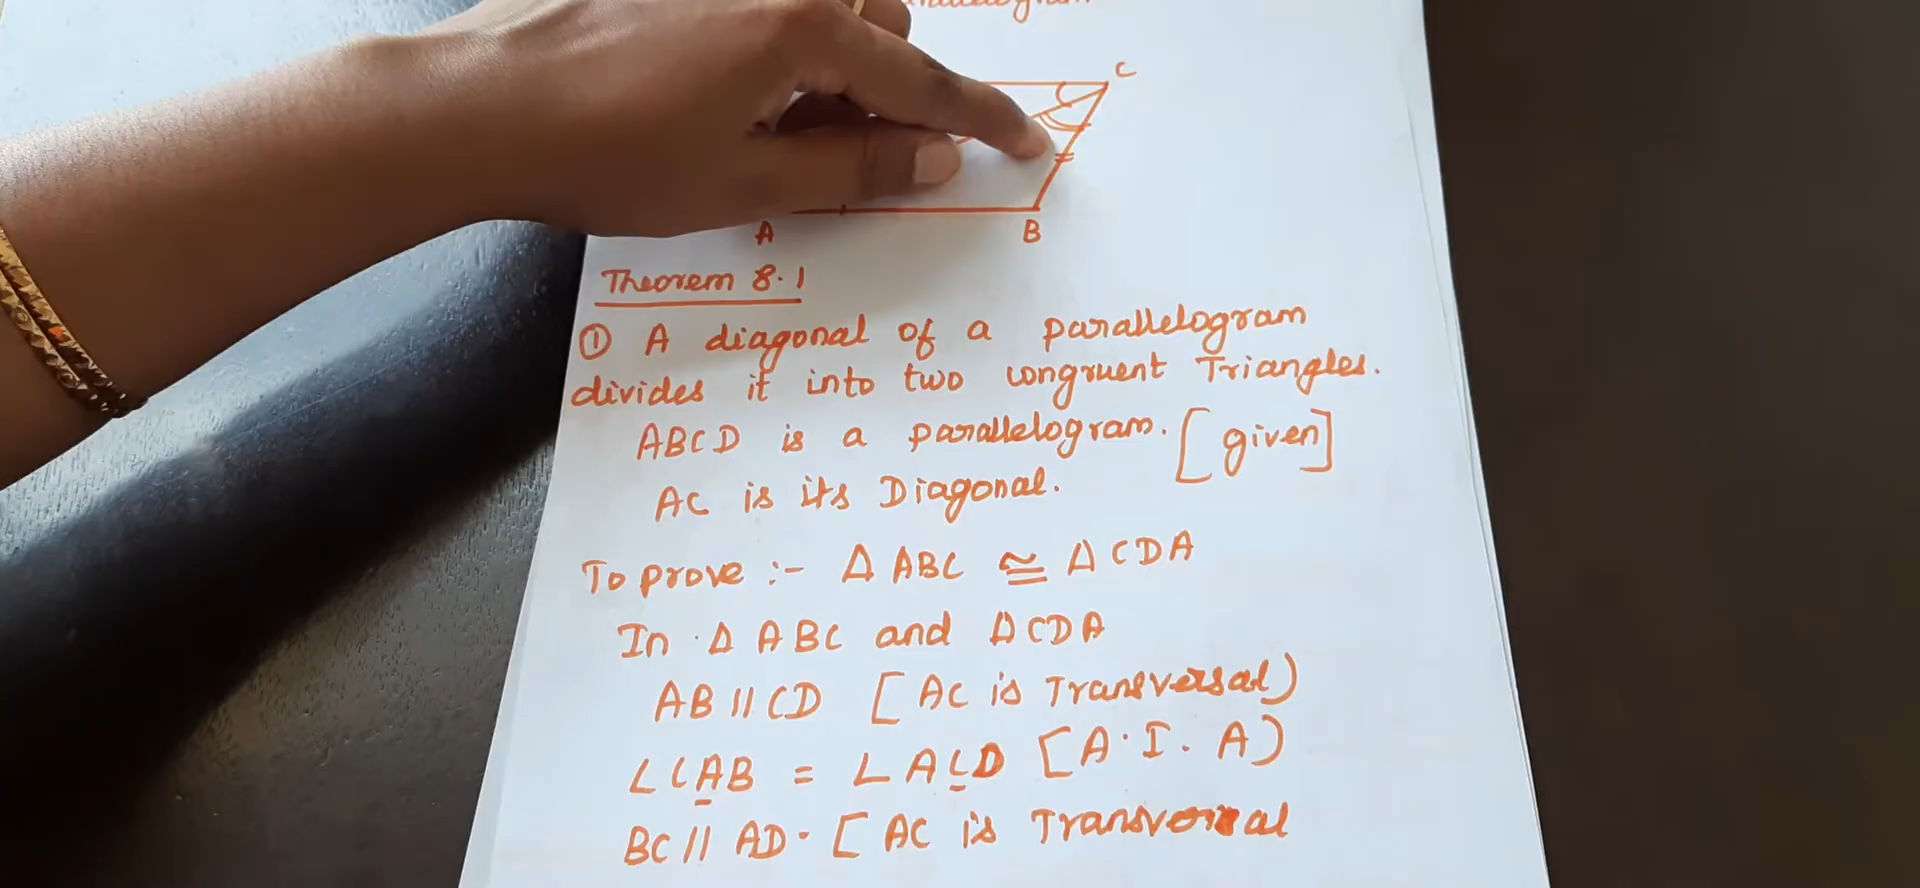 C
A
B
Theorem 8.1
① A diagonal of a parallelogram
divides it into two congruent Triangles.
ABCD is a parallelogram. [given]
AC is its Diagonal.
To prove :- Δ ABC ≅ Δ CDA
In Δ ABC and Δ CDA
AB || CD [AC is Transversal)
∠CAB = ∠ACD [A.I.A)
BC || AD. [AC is Transversal